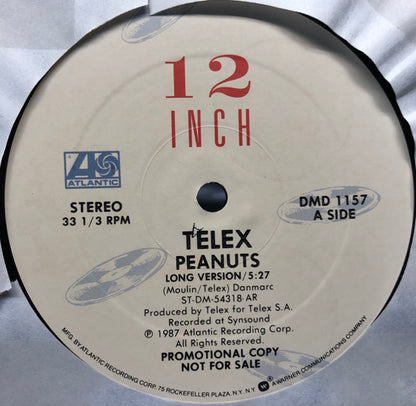 12
INCH
ATLANTIC
STEREO
33 1/3 RPM
DMD 1157
A SIDE
TELEX
PEANUTS
LONG VERSION/5:27
(Moulin/Telex) Danmarc
ST-DM-54318-AR
Produced by Telex for Telex S.A.
Recorded at Synsound
℗ 1987 Atlantic Recording Corp.
All Rights Reserved.
PROMOTIONAL COPY
NOT FOR SALE
MFG. BY ATLANTIC RECORDING CORP. 75 ROCKEFELLER PLAZA, N.Y. N.Y. W A WARNER COMMUNICATIONS COMPANY